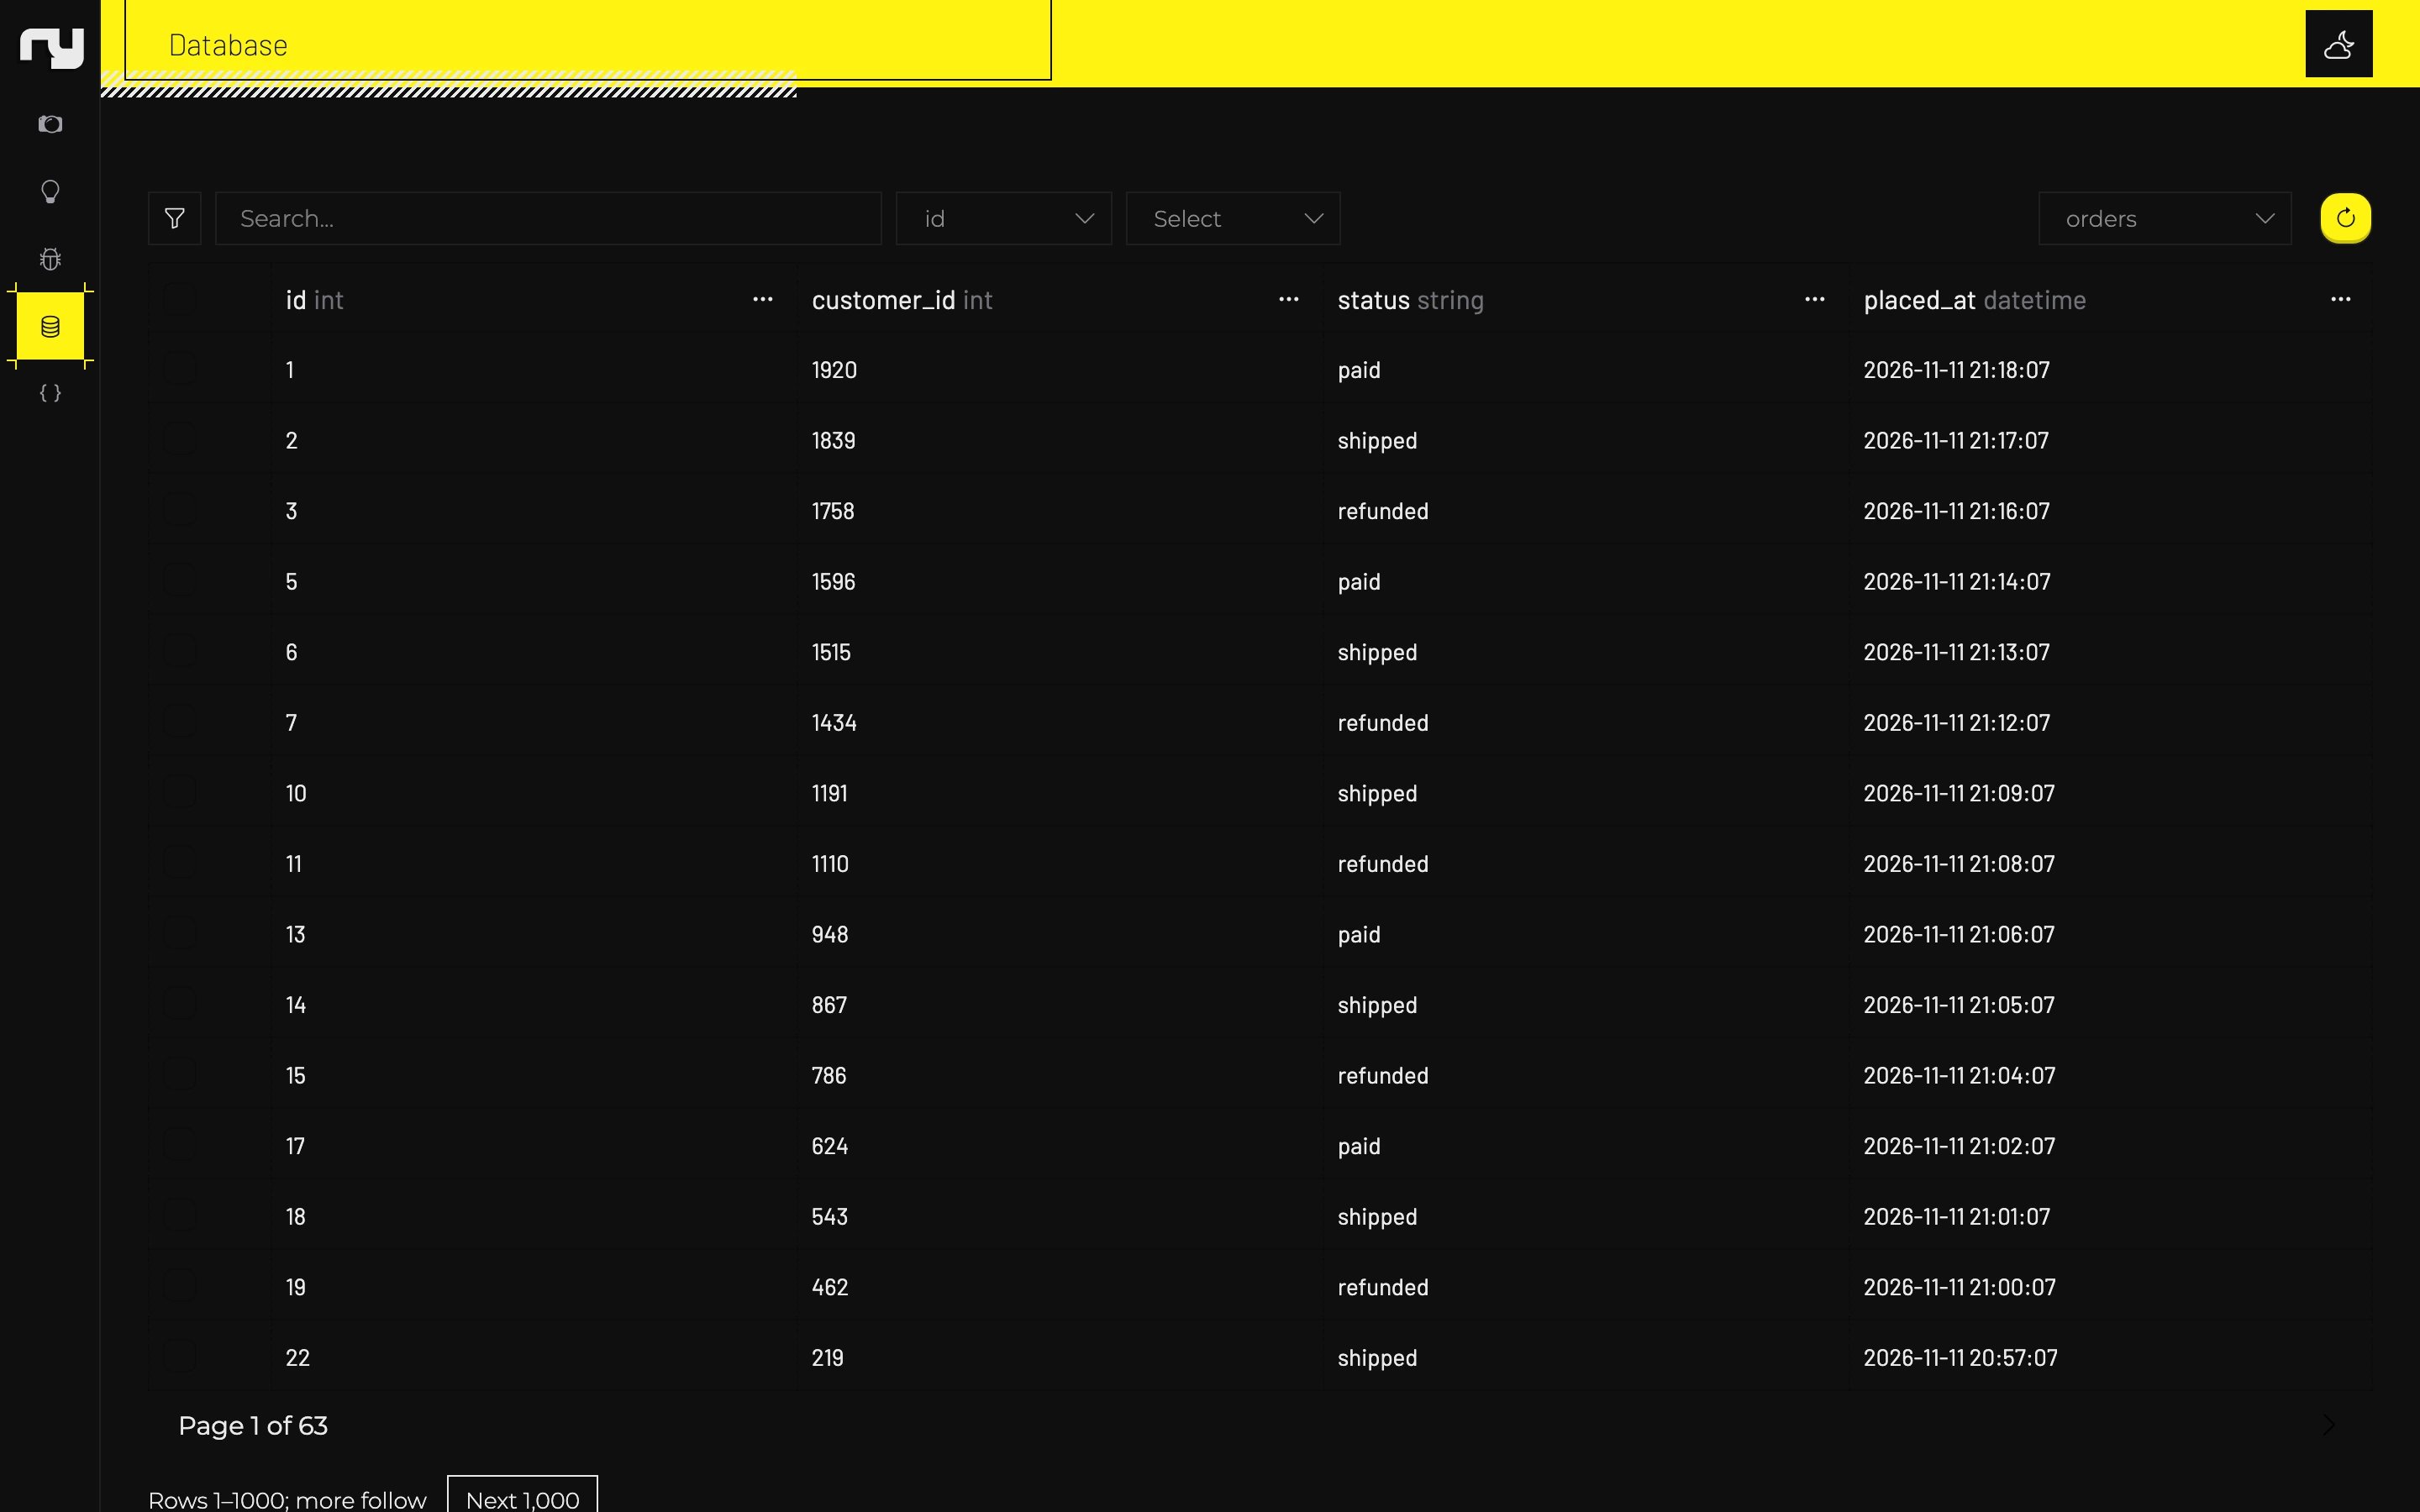 ry
Database
Search... id Select orders
id int ... customer_id int ... status string ... placed_at datetime ...
1 1920 paid 2026-11-11 21:18:07
2 1839 shipped 2026-11-11 21:17:07
3 1758 refunded 2026-11-11 21:16:07
5 1596 paid 2026-11-11 21:14:07
6 1515 shipped 2026-11-11 21:13:07
7 1434 refunded 2026-11-11 21:12:07
10 1191 shipped 2026-11-11 21:09:07
11 1110 refunded 2026-11-11 21:08:07
13 948 paid 2026-11-11 21:06:07
14 867 shipped 2026-11-11 21:05:07
15 786 refunded 2026-11-11 21:04:07
17 624 paid 2026-11-11 21:02:07
18 543 shipped 2026-11-11 21:01:07
19 462 refunded 2026-11-11 21:00:07
22 219 shipped 2026-11-11 20:57:07
Page 1 of 63
Rows 1–1000; more follow Next 1,000